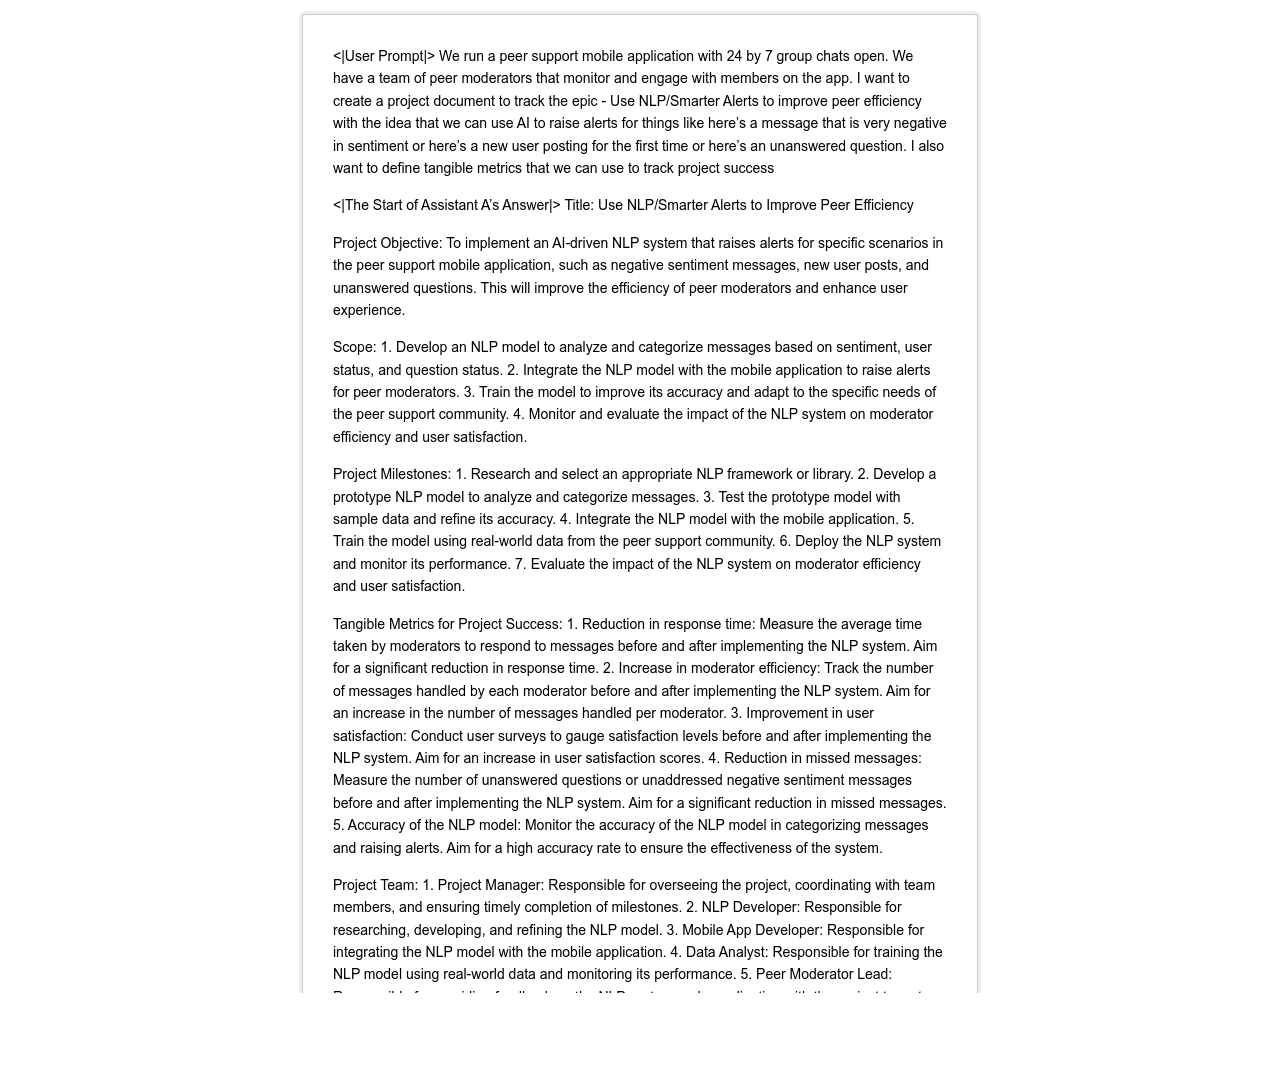 <|User Prompt|> We run a peer support mobile application with 24 by 7 group chats open. We
have a team of peer moderators that monitor and engage with members on the app. I want to
create a project document to track the epic - Use NLP/Smarter Alerts to improve peer efficiency
with the idea that we can use AI to raise alerts for things like here’s a message that is very negative
in sentiment or here’s a new user posting for the first time or here’s an unanswered question. I also
want to define tangible metrics that we can use to track project success
<|The Start of Assistant A’s Answer|> Title: Use NLP/Smarter Alerts to Improve Peer Efficiency
Project Objective: To implement an AI-driven NLP system that raises alerts for specific scenarios in
the peer support mobile application, such as negative sentiment messages, new user posts, and
unanswered questions. This will improve the efficiency of peer moderators and enhance user
experience.
Scope: 1. Develop an NLP model to analyze and categorize messages based on sentiment, user
status, and question status. 2. Integrate the NLP model with the mobile application to raise alerts
for peer moderators. 3. Train the model to improve its accuracy and adapt to the specific needs of
the peer support community. 4. Monitor and evaluate the impact of the NLP system on moderator
efficiency and user satisfaction.
Project Milestones: 1. Research and select an appropriate NLP framework or library. 2. Develop a
prototype NLP model to analyze and categorize messages. 3. Test the prototype model with
sample data and refine its accuracy. 4. Integrate the NLP model with the mobile application. 5.
Train the model using real-world data from the peer support community. 6. Deploy the NLP system
and monitor its performance. 7. Evaluate the impact of the NLP system on moderator efficiency
and user satisfaction.
Tangible Metrics for Project Success: 1. Reduction in response time: Measure the average time
taken by moderators to respond to messages before and after implementing the NLP system. Aim
for a significant reduction in response time. 2. Increase in moderator efficiency: Track the number
of messages handled by each moderator before and after implementing the NLP system. Aim for
an increase in the number of messages handled per moderator. 3. Improvement in user
satisfaction: Conduct user surveys to gauge satisfaction levels before and after implementing the
NLP system. Aim for an increase in user satisfaction scores. 4. Reduction in missed messages:
Measure the number of unanswered questions or unaddressed negative sentiment messages
before and after implementing the NLP system. Aim for a significant reduction in missed messages.
5. Accuracy of the NLP model: Monitor the accuracy of the NLP model in categorizing messages
and raising alerts. Aim for a high accuracy rate to ensure the effectiveness of the system.
Project Team: 1. Project Manager: Responsible for overseeing the project, coordinating with team
members, and ensuring timely completion of milestones. 2. NLP Developer: Responsible for
researching, developing, and refining the NLP model. 3. Mobile App Developer: Responsible for
integrating the NLP model with the mobile application. 4. Data Analyst: Responsible for training the
NLP model using real-world data and monitoring its performance. 5. Peer Moderator Lead: